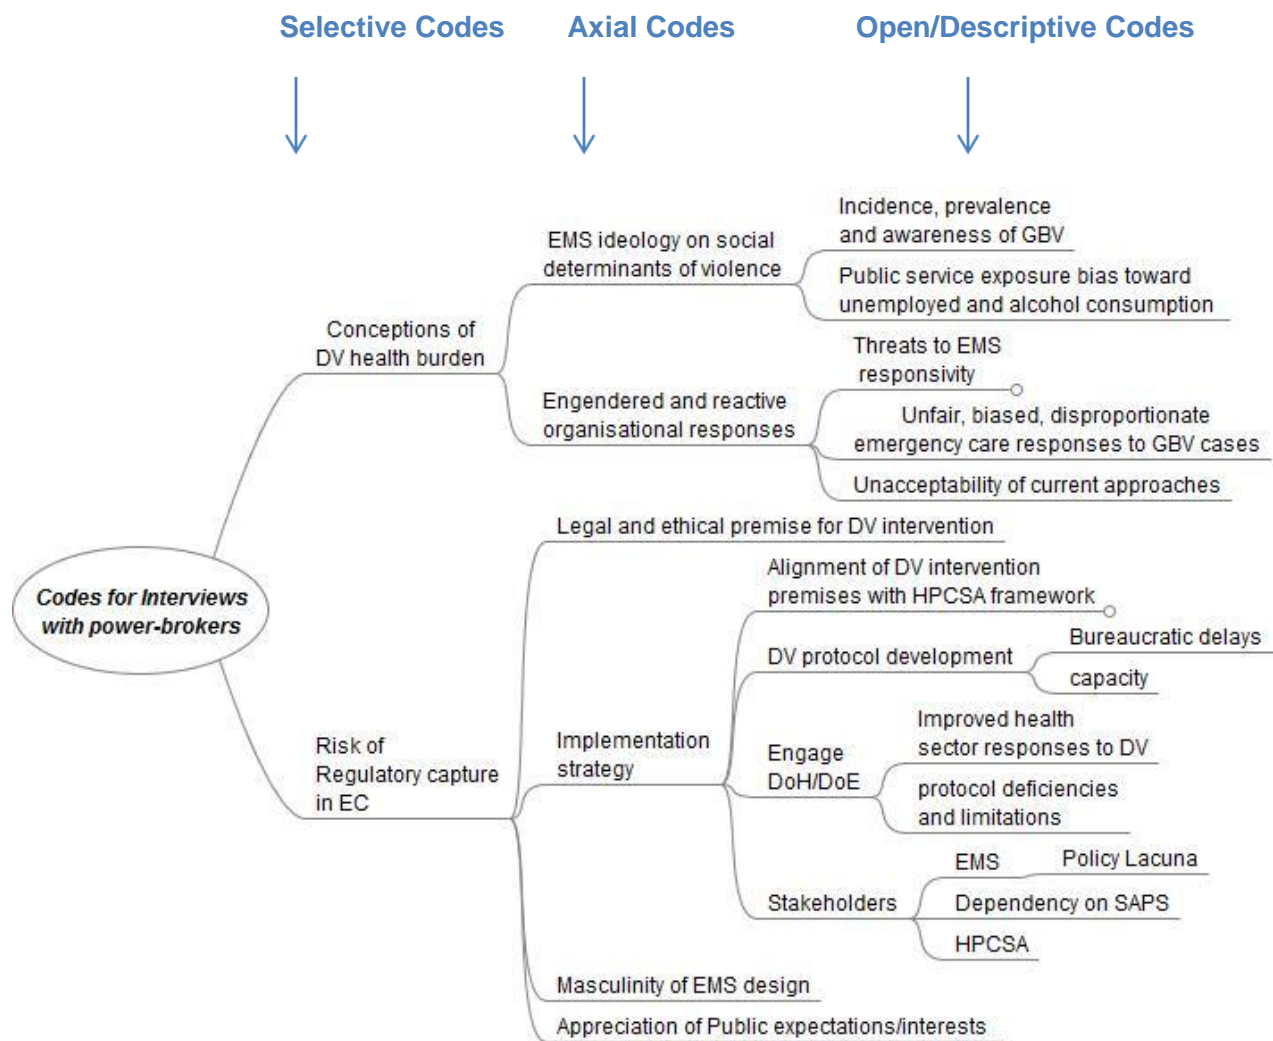 Selective Codes
Axial Codes
Open/Descriptive Codes
Incidence, prevalence
and awareness of GBV
EMS ideology on social
determinants of violence
Public service exposure bias toward
unemployed and alcohol consumption
Conceptions of
DV health burden
Threats to EMS
responsivity
Engendered and reactive
organisational responses
Unfair, biased, disproportionate
emergency care responses to GBV cases
Unacceptability of current approaches
Legal and ethical premise for DV intervention
Codes for Interviews
with power-brokers
Alignment of DV intervention
premises with HPCSA framework
DV protocol development
Bureaucratic delays
capacity
Risk of
Regulatory capture
in EC
Implementation
strategy
Engage
DoH/DoE
Improved health
sector responses to DV
protocol deficiencies
and limitations
Stakeholders
EMS
Policy Lacuna
Dependency on SAPS
HPCSA
Masculinity of EMS design
Appreciation of Public expectations/interests